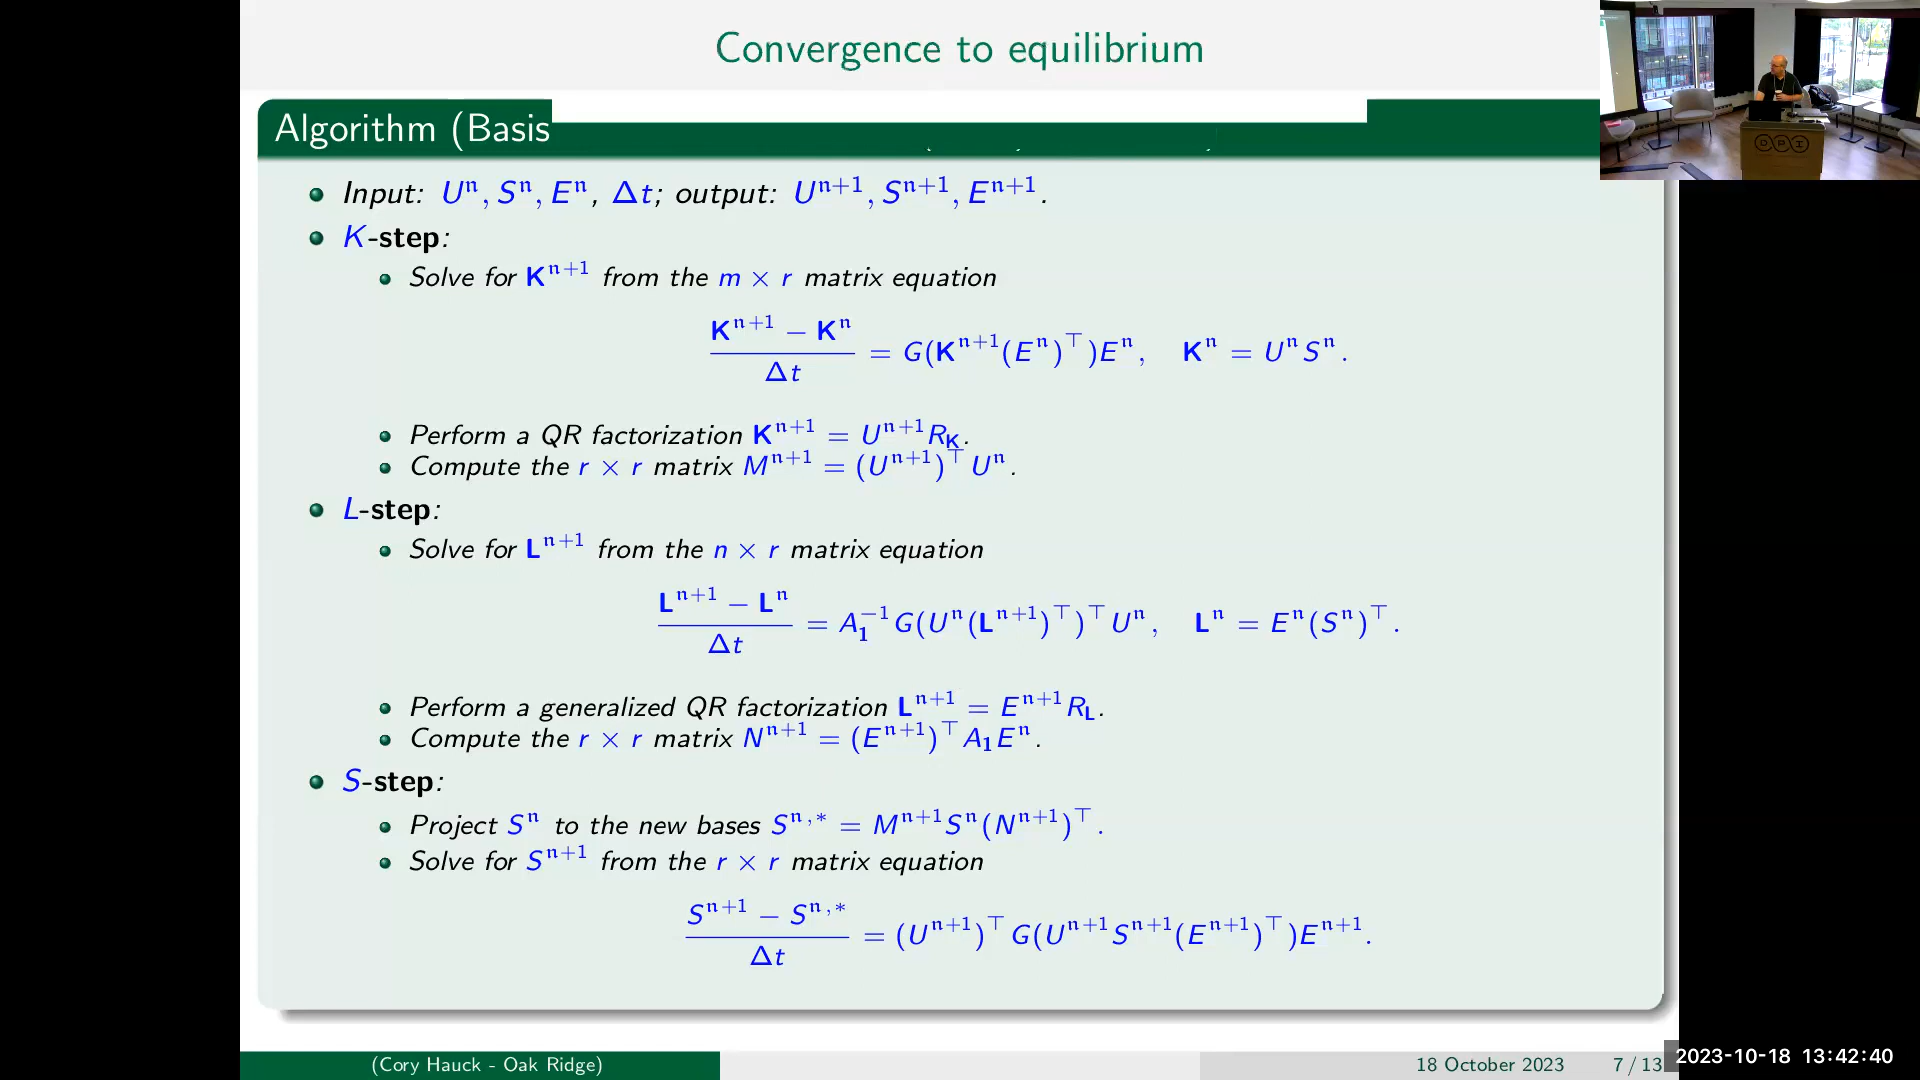 Convergence to equilibrium
Algorithm (Basis
Input: Uⁿ, Sⁿ, Eⁿ, Δt; output: Uⁿ⁺¹, Sⁿ⁺¹, Eⁿ⁺¹.
K-step:
Solve for Kⁿ⁺¹ from the m × r matrix equation
(Kⁿ⁺¹ − Kⁿ)/Δt = G(Kⁿ⁺¹(Eⁿ)^⊤)Eⁿ, Kⁿ = UⁿSⁿ.
Perform a QR factorization Kⁿ⁺¹ = Uⁿ⁺¹R_K.
Compute the r × r matrix Mⁿ⁺¹ = (Uⁿ⁺¹)^⊤Uⁿ.
L-step:
Solve for Lⁿ⁺¹ from the n × r matrix equation
(Lⁿ⁺¹ − Lⁿ)/Δt = A₁⁻¹G(Uⁿ(Lⁿ⁺¹)^⊤)^⊤Uⁿ, Lⁿ = Eⁿ(Sⁿ)^⊤.
Perform a generalized QR factorization Lⁿ⁺¹ = Eⁿ⁺¹R_L.
Compute the r × r matrix Nⁿ⁺¹ = (Eⁿ⁺¹)^⊤A₁Eⁿ.
S-step:
Project Sⁿ to the new bases Sⁿ,* = Mⁿ⁺¹Sⁿ(Nⁿ⁺¹)^⊤.
Solve for Sⁿ⁺¹ from the r × r matrix equation
(Sⁿ⁺¹ − Sⁿ,*)/Δt = (Uⁿ⁺¹)^⊤G(Uⁿ⁺¹Sⁿ⁺¹(Eⁿ⁺¹)^⊤)Eⁿ⁺¹.
(Cory Hauck - Oak Ridge) 18 October 2023 7 / 13
2023-10-18 13:42:40
DPI